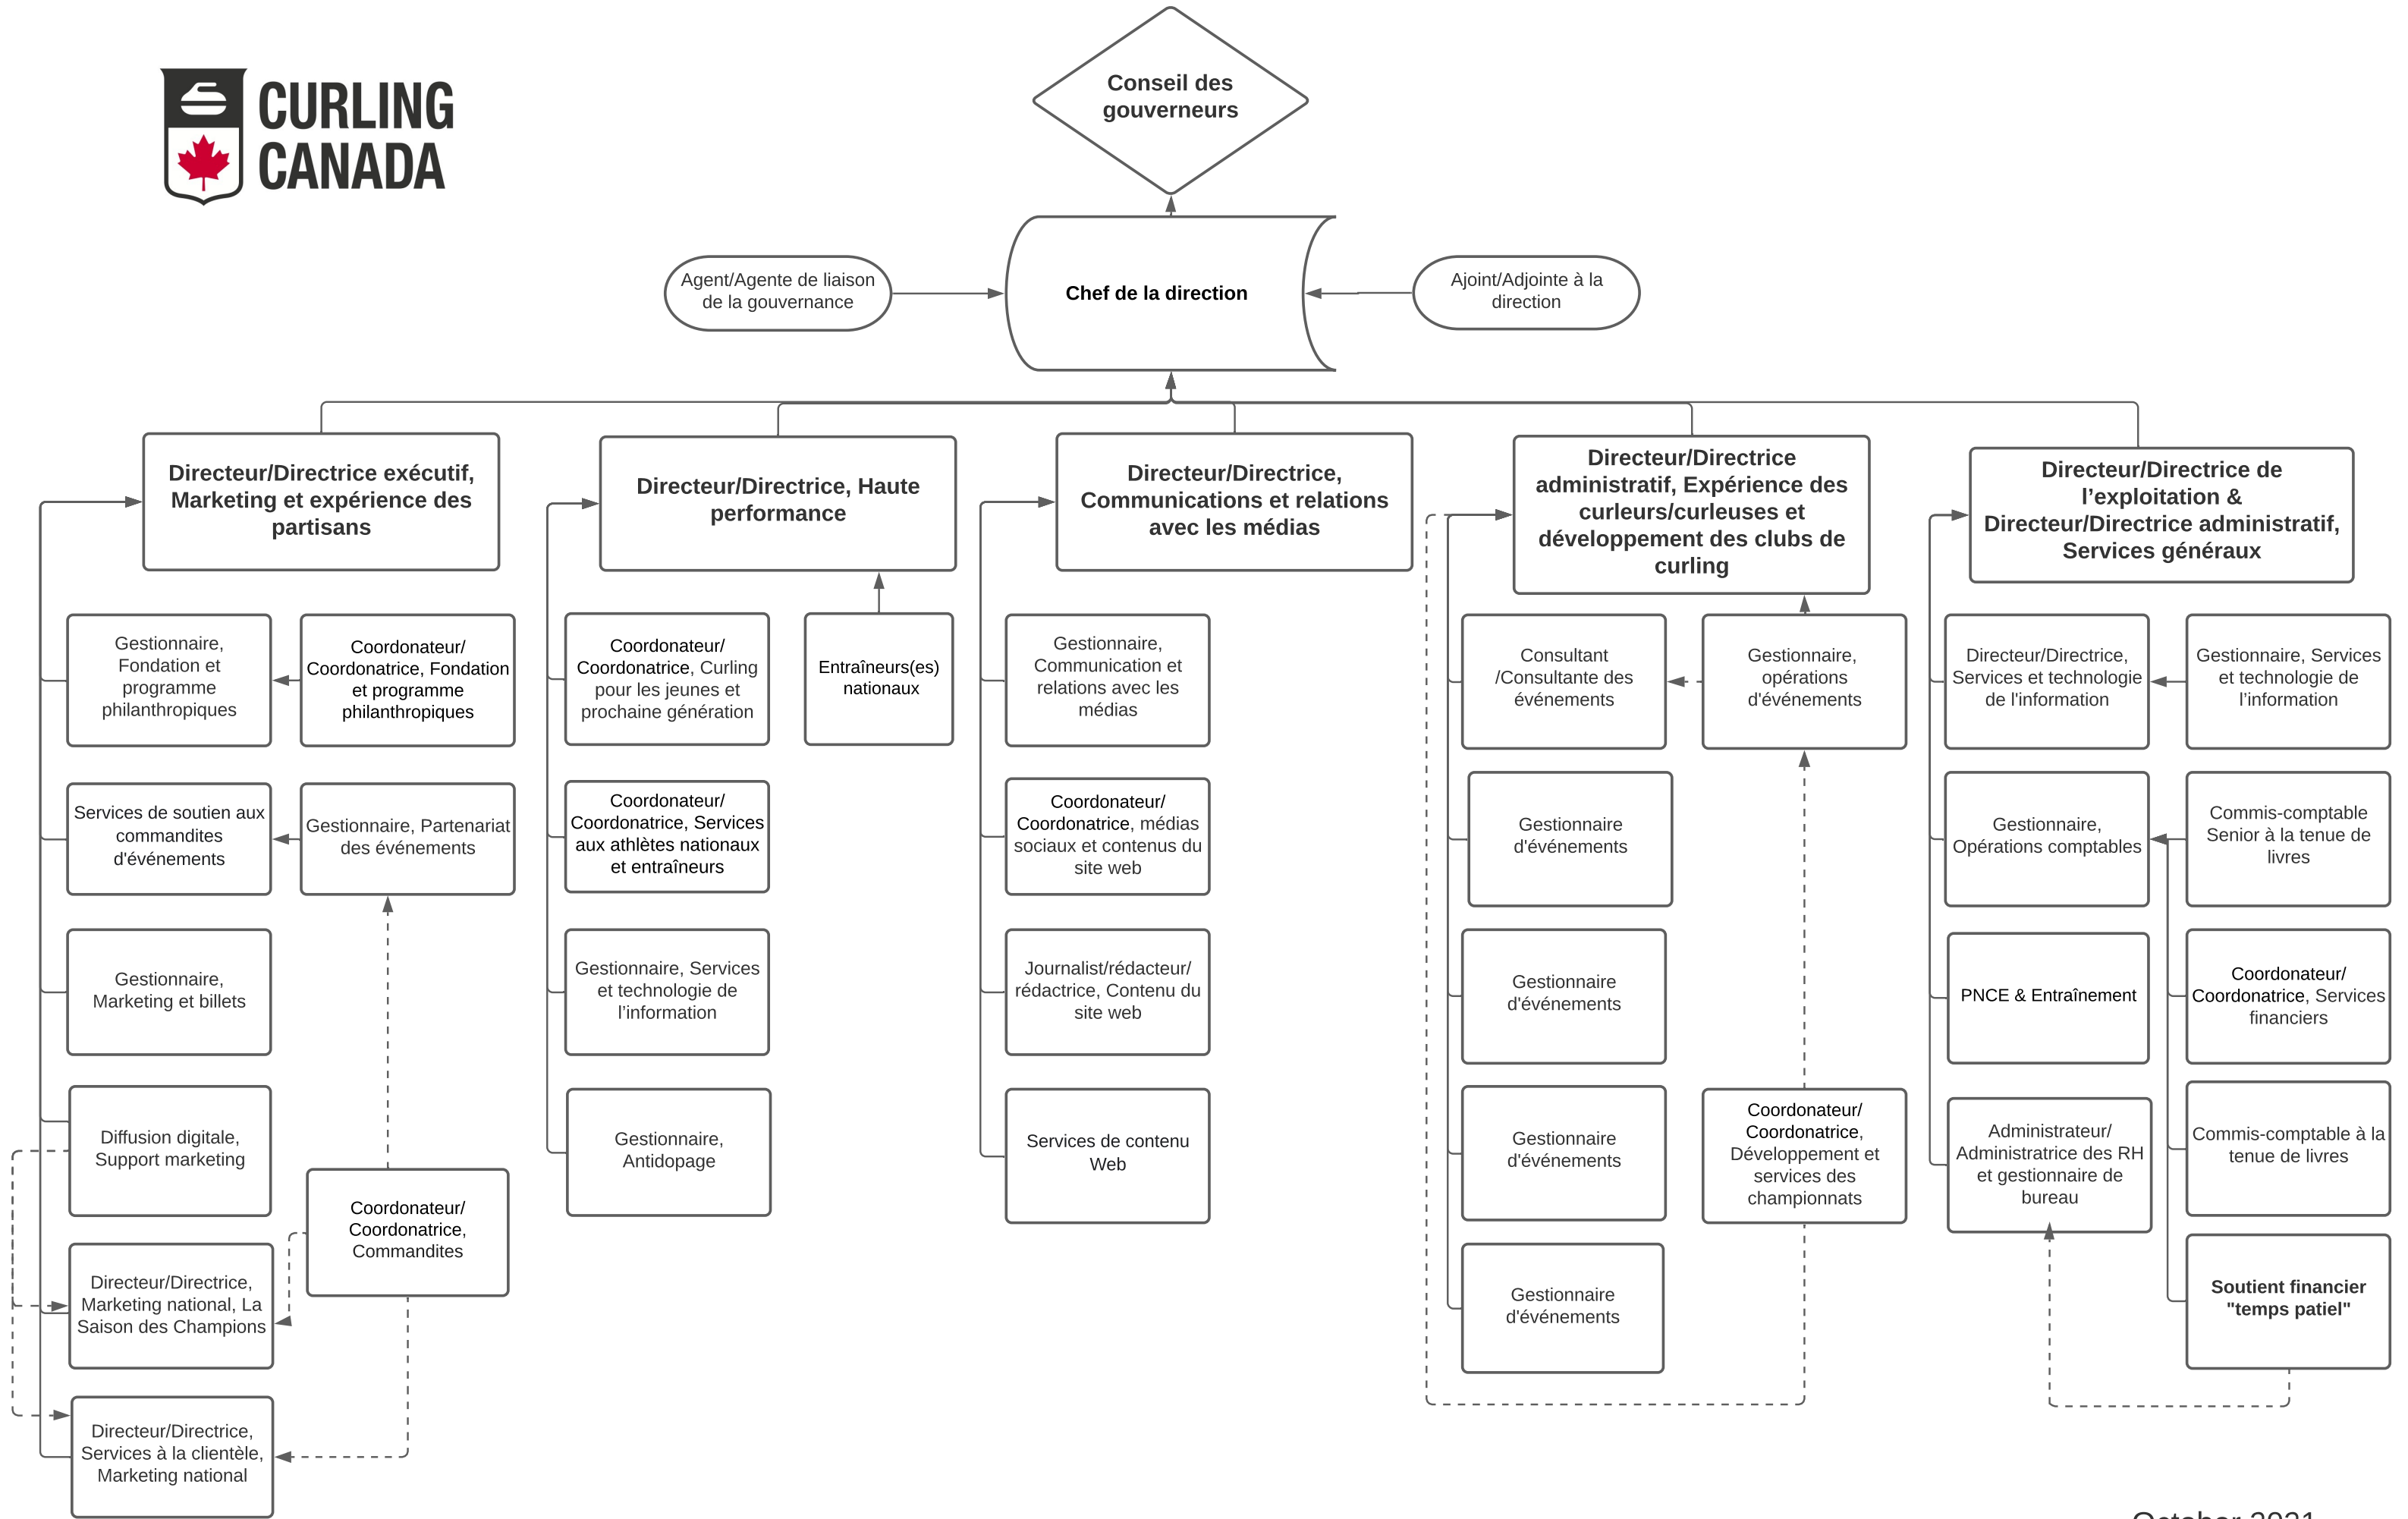 CURLING
CANADA
Conseil des
gouverneurs
Agent/Agente de liaison
de la gouvernance
Chef de la direction
Ajoint/Adjointe à la
direction
Directeur/Directrice exécutif,
Marketing et expérience des
partisans
Directeur/Directrice, Haute
performance
Directeur/Directrice,
Communications et relations
avec les médias
Directeur/Directrice
administratif, Expérience des
curleurs/curleuses et
développement des clubs de
curling
Directeur/Directrice de
l’exploitation &
Directeur/Directrice administratif,
Services généraux
Gestionnaire,
Fondation et
programme
philanthropiques
Coordonateur/
Coordonatrice, Fondation
et programme
philanthropiques
Services de soutien aux
commandites
d'événements
Gestionnaire, Partenariat
des événements
Gestionnaire,
Marketing et billets
Diffusion digitale,
Support marketing
Coordonateur/
Coordonatrice,
Commandites
Directeur/Directrice,
Marketing national, La
Saison des Champions
Directeur/Directrice,
Services à la clientèle,
Marketing national
Coordonateur/
Coordonatrice, Curling
pour les jeunes et
prochaine génération
Entraîneurs(es)
nationaux
Coordonateur/
Coordonatrice, Services
aux athlètes nationaux
et entraîneurs
Gestionnaire, Services
et technologie de
l’information
Gestionnaire,
Antidopage
Gestionnaire,
Communication et
relations avec les
médias
Coordonateur/
Coordonatrice, médias
sociaux et contenus du
site web
Journalist/rédacteur/
rédactrice, Contenu du
site web
Services de contenu
Web
Consultant
/Consultante des
événements
Gestionnaire,
opérations
d'événements
Gestionnaire
d'événements
Gestionnaire
d'événements
Gestionnaire
d'événements
Coordonateur/
Coordonatrice,
Développement et
services des
championnats
Gestionnaire
d'événements
Directeur/Directrice,
Services et technologie
de l'information
Gestionnaire, Services
et technologie de
l’information
Gestionnaire,
Opérations comptables
Commis-comptable
Senior à la tenue de
livres
PNCE & Entraînement
Coordonateur/
Coordonatrice, Services
financiers
Administrateur/
Administratrice des RH
et gestionnaire de
bureau
Commis-comptable à la
tenue de livres
Soutient financier
"temps patiel"
October 2021